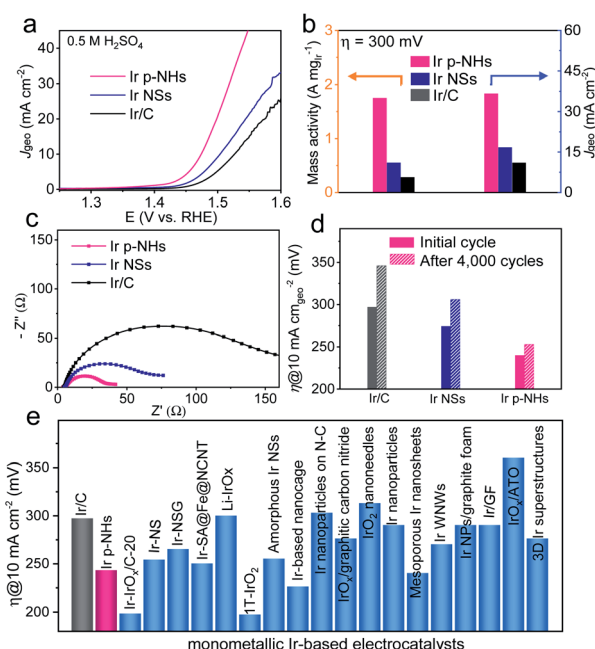 a
0.5 M H2SO4
Ir p-NHs
Ir NSs
Ir/C
Jgeo (mA cm-2)
40
30
20
10
0
1.3
1.4
1.5
1.6
E (V vs. RHE)
b
η = 300 mV
Ir p-NHs
Ir NSs
Ir/C
Mass activity (A mgIr-1)
3
2
1
0
Jgeo (mA cm-2)
60
45
30
15
0
c
Ir p-NHs
Ir NSs
Ir/C
- Z'' (Ω)
-150
-100
-50
0
0
50
100
150
Z' (Ω)
d
Initial cycle
After 4,000 cycles
η@10 mA cmgeo-2 (mV)
350
300
250
200
Ir/C
Ir NSs
Ir p-NHs
e
η@10 mA cm-2 (mV)
350
300
250
200
Ir/C
Ir p-NHs
Ir-IrOx/C-20
Ir-NS
Ir-NSG
Ir-SA@Fe@NCNT
Li-IrOx
1T-IrO2
Amorphous Ir NSs
Ir-based nanocage
Ir nanoparticles on N-C
IrOx/graphitic carbon nitride
IrO2 nanoneedles
Ir nanoparticles
Mesoporous Ir nanosheets
Ir WNWs
Ir NPs/graphite foam
Ir/GF
IrOx/ATO
3D Ir superstructures
monometallic Ir-based electrocatalysts